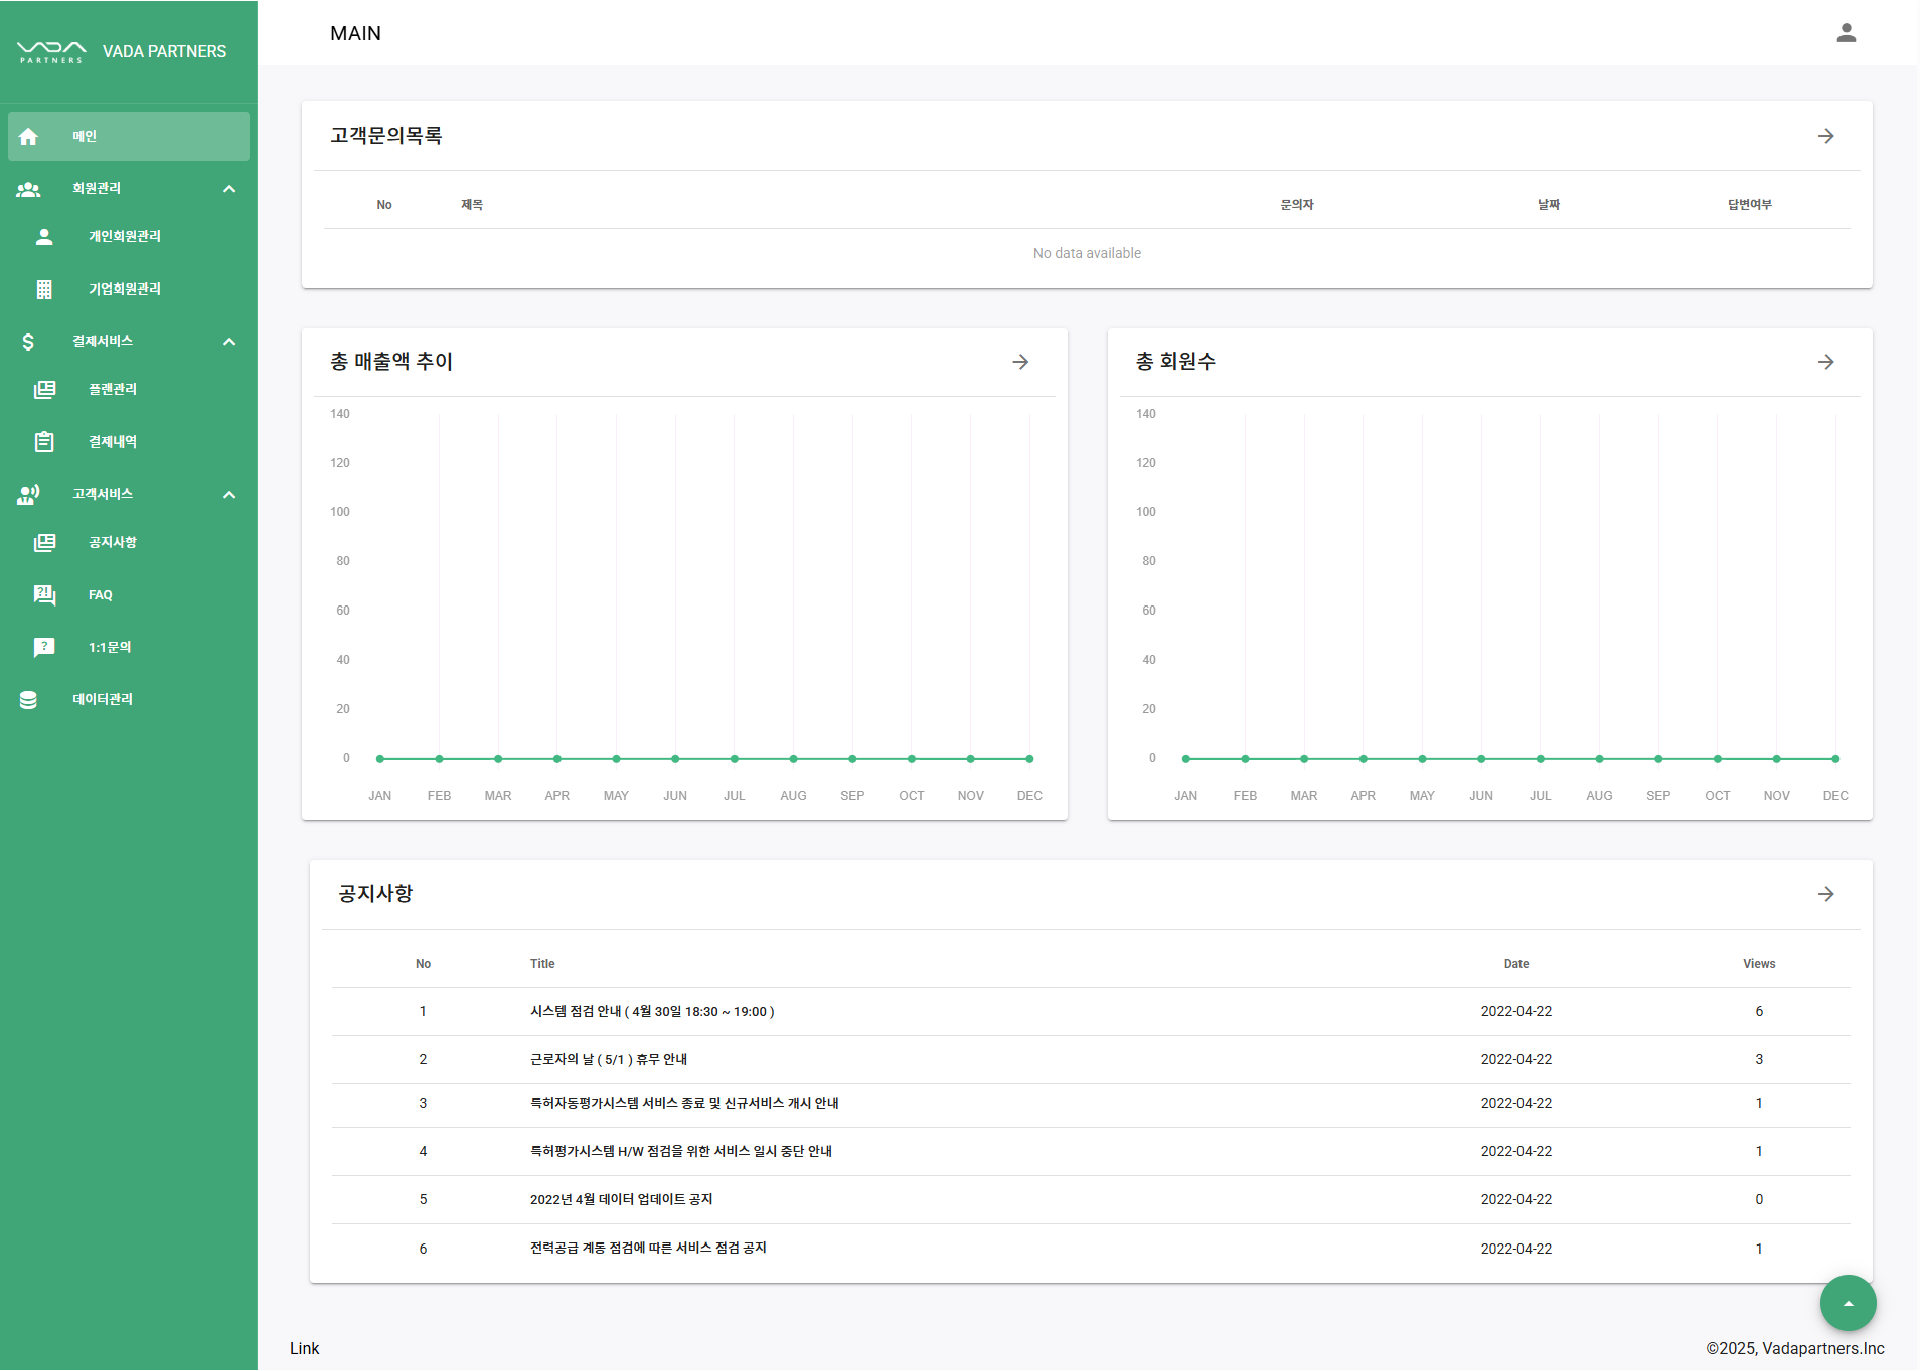 VADA PARTNERS
VADA PARTNERS
메인
회원관리
개인회원관리
기업회원관리
결제서비스
플랜관리
결제내역
고객서비스
공지사항
FAQ
1:1문의
데이터관리
MAIN
고객문의목록
No 제목 문의자 날짜 답변여부
No data available
총 매출액 추이
140
120
100
80
60
40
20
0
JAN FEB MAR APR MAY JUN JUL AUG SEP OCT NOV DEC
총 회원수
140
120
100
80
60
40
20
0
JAN FEB MAR APR MAY JUN JUL AUG SEP OCT NOV DEC
공지사항
No Title Date Views
1 시스템 점검 안내 ( 4월 30일 18:30 ~ 19:00 ) 2022-04-22 6
2 근로자의 날 ( 5/1 ) 휴무 안내 2022-04-22 3
3 특허자동평가시스템 서비스 종료 및 신규서비스 개시 안내 2022-04-22 1
4 특허평가시스템 H/W 점검을 위한 서비스 일시 중단 안내 2022-04-22 1
5 2022년 4월 데이터 업데이트 공지 2022-04-22 0
6 전력공급 계통 점검에 따른 서비스 점검 공지 2022-04-22 1
Link
©2025, Vadapartners.Inc